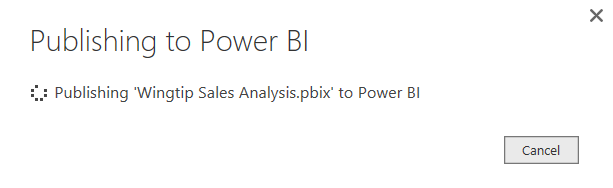 Publishing to Power BI
Publishing 'Wingtip Sales Analysis.pbix' to Power BI
Cancel